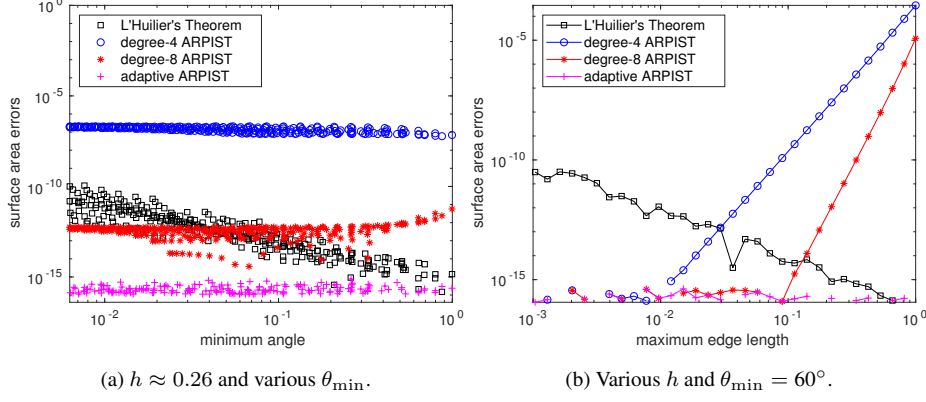 10^0
10^-5
10^-10
10^-15
surface area errors
L'Huilier's Theorem
degree-4 ARPIST
degree-8 ARPIST
adaptive ARPIST
10^-2
10^-1
10^0
minimum angle
(a) h ≈ 0.26 and various θ_min.
10^-5
10^-10
10^-15
surface area errors
L'Huilier's Theorem
degree-4 ARPIST
degree-8 ARPIST
adaptive ARPIST
10^-3
10^-2
10^-1
10^0
maximum edge length
(b) Various h and θ_min = 60°.